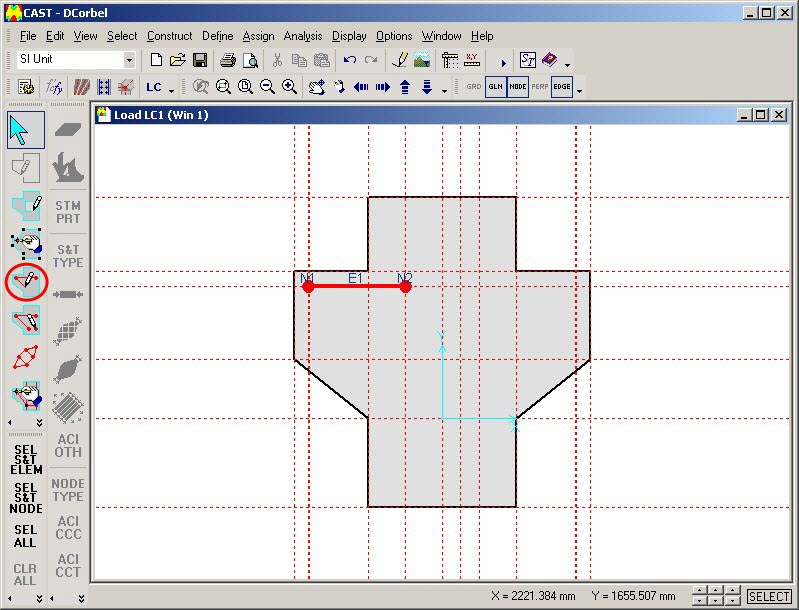 CAST - DCorbel
File Edit View Select Construct Define Assign Analysis Display Options Window Help
SI Unit
X,Y
ST
LC
GRD GLN NODE PERP EDGE
Load LC1 (Win 1)
STM
PRT
S&T
TYPE
ACI
OTH
NODE
TYPE
ACI
CCC
ACI
CCT
SEL
S&T
ELEM
SEL
S&T
NODE
SEL
ALL
CLR
ALL
N1 E1 N2
Y
X
X = 2221.384 mm Y = 1655.507 mm SELECT